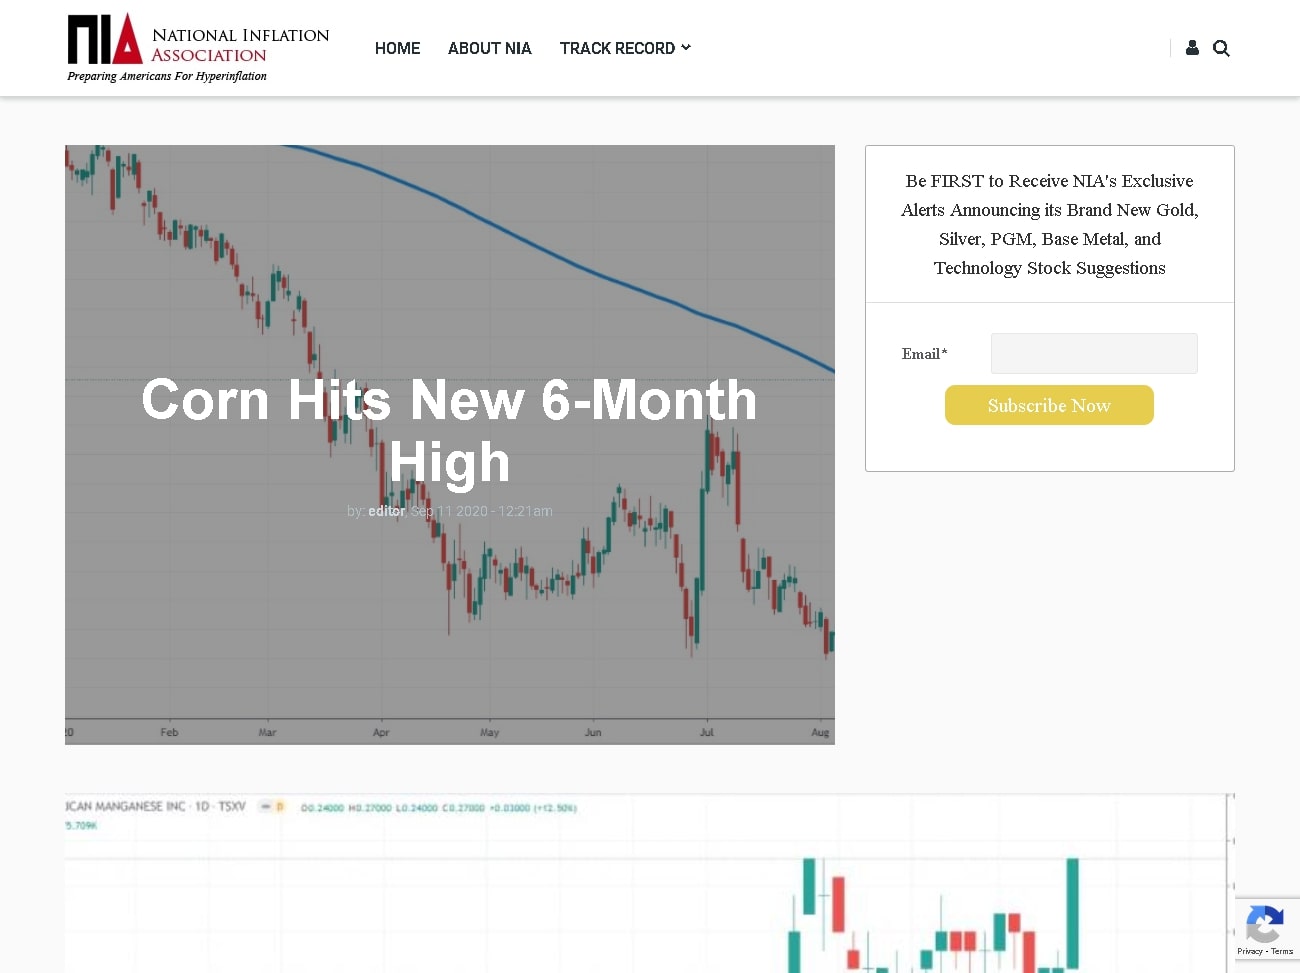 NIA
NATIONAL INFLATION
ASSOCIATION
Preparing Americans For Hyperinflation
HOME ABOUT NIA TRACK RECORD
Corn Hits New 6-Month
High
by: editor, Sep 11 2020 - 12:21am
20 Feb Mar Apr May Jun Jul Aug
Be FIRST to Receive NIA's Exclusive
Alerts Announcing its Brand New Gold,
Silver, PGM, Base Metal, and
Technology Stock Suggestions
Email*
Subscribe Now
ICAN MANGANESE INC · 1D · TSXV D O0.24000 H0.27000 L0.24000 C0.27000 +0.03000 (+12.50%)
5.709K
Privacy - Terms